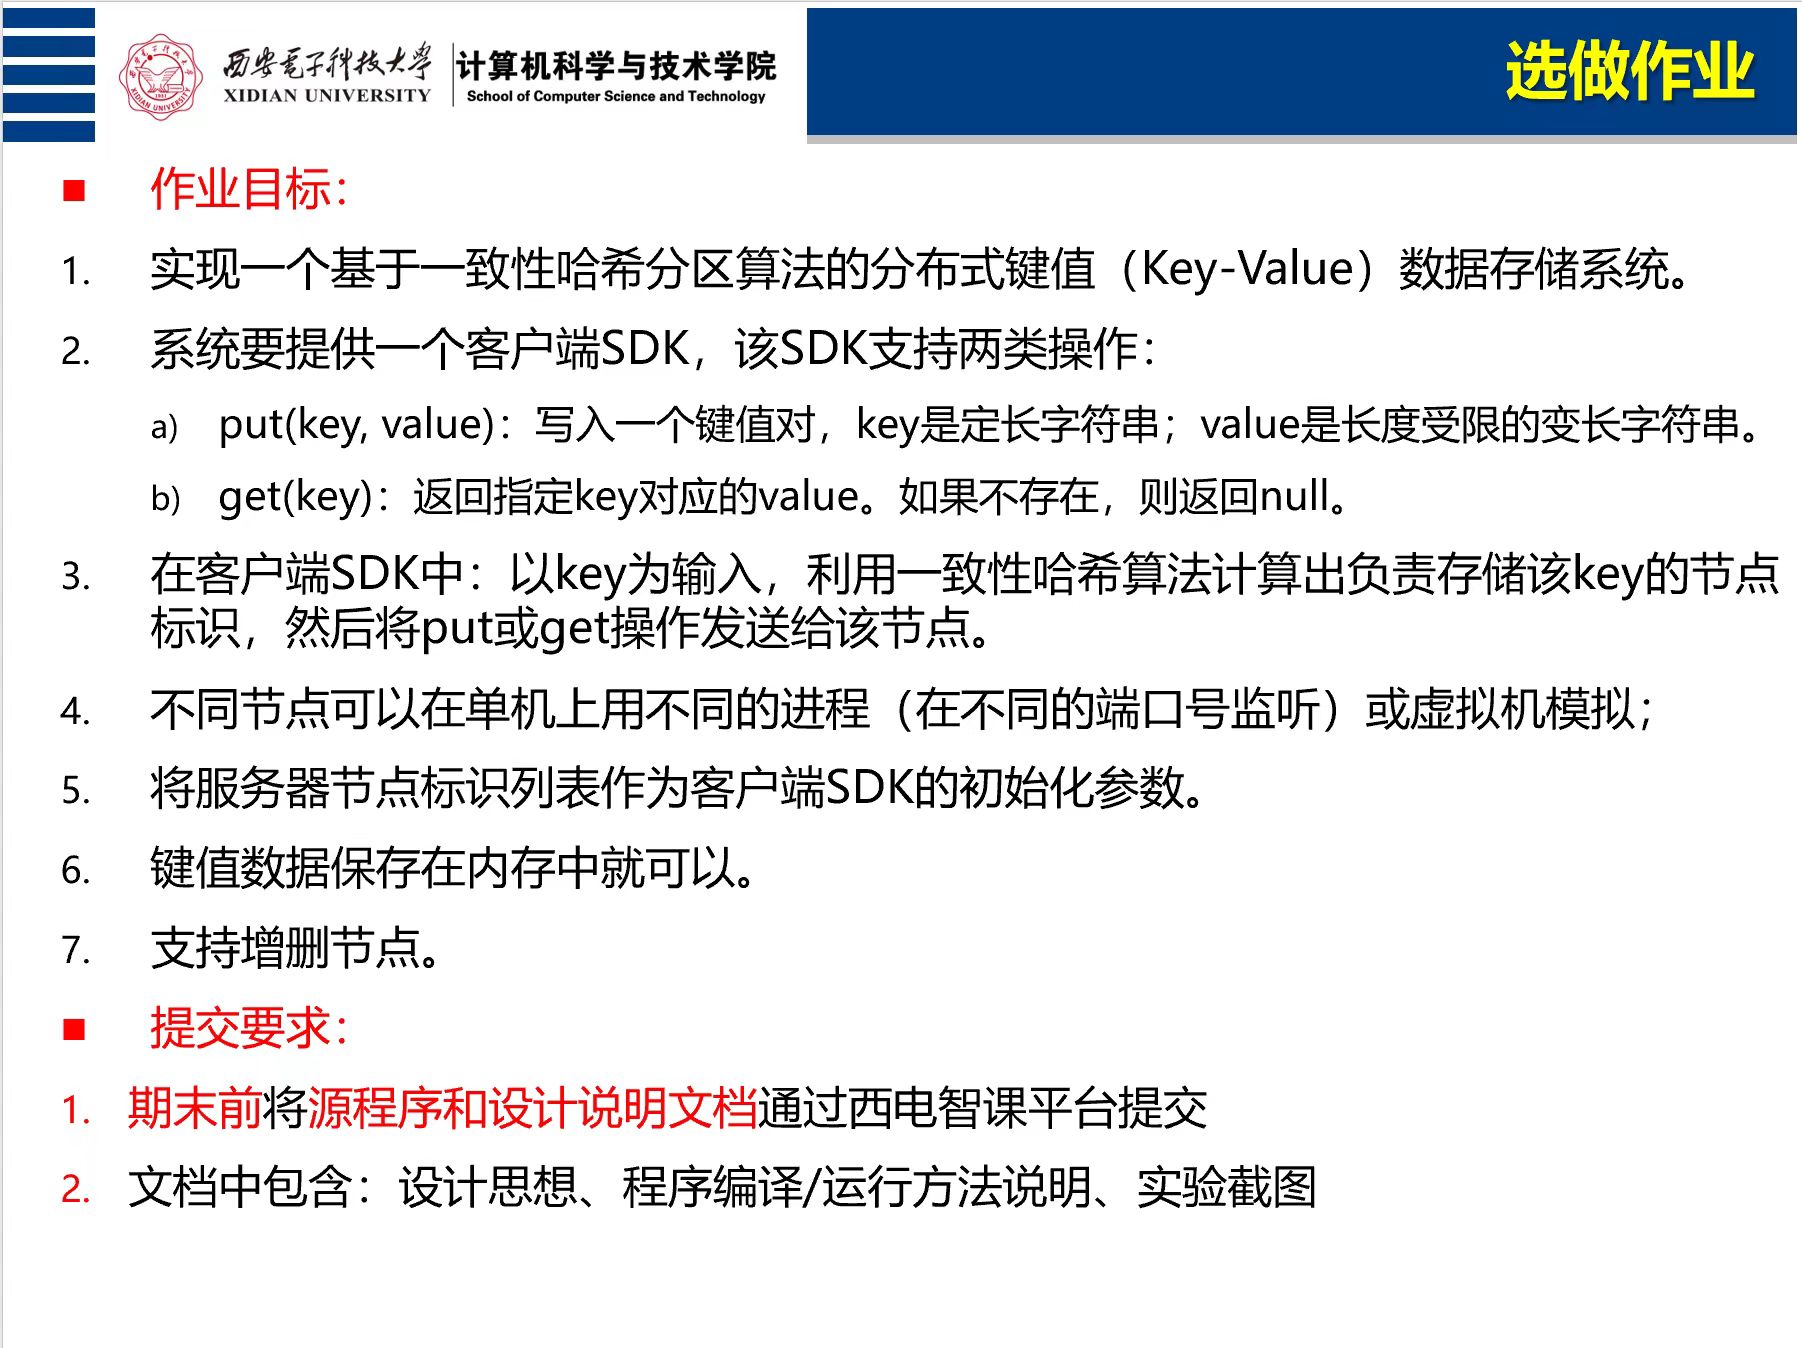 西安電子科技大学
XIDIAN UNIVERSITY
计算机科学与技术学院
School of Computer Science and Technology
选做作业
■ 作业目标：
1. 实现一个基于一致性哈希分区算法的分布式键值（Key-Value）数据存储系统。
2. 系统要提供一个客户端SDK，该SDK支持两类操作：
a) put(key, value)：写入一个键值对，key是定长字符串；value是长度受限的变长字符串。
b) get(key)：返回指定key对应的value。如果不存在，则返回null。
3. 在客户端SDK中：以key为输入，利用一致性哈希算法计算出负责存储该key的节点
标识，然后将put或get操作发送给该节点。
4. 不同节点可以在单机上用不同的进程（在不同的端口号监听）或虚拟机模拟；
5. 将服务器节点标识列表作为客户端SDK的初始化参数。
6. 键值数据保存在内存中就可以。
7. 支持增删节点。
■ 提交要求：
1. 期末前将源程序和设计说明文档通过西电智课平台提交
2. 文档中包含：设计思想、程序编译/运行方法说明、实验截图